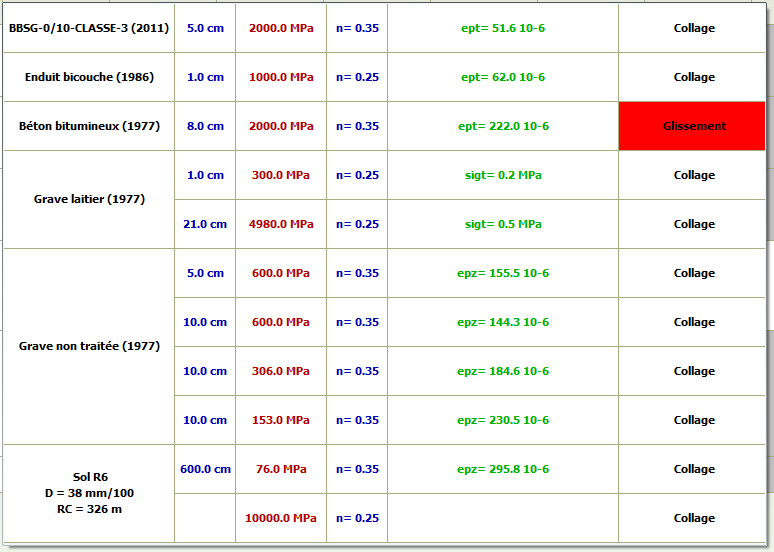 BBSG-0/10-CLASSE-3 (2011) 5.0 cm 2000.0 MPa n= 0.35 ept= 51.6 10-6 Collage
Enduit bicouche (1986) 1.0 cm 1000.0 MPa n= 0.25 ept= 62.0 10-6 Collage
Béton bitumineux (1977) 8.0 cm 2000.0 MPa n= 0.35 ept= 222.0 10-6 Glissement
Grave laitier (1977) 1.0 cm 300.0 MPa n= 0.25 sigt= 0.2 MPa Collage
21.0 cm 4980.0 MPa n= 0.25 sigt= 0.5 MPa Collage
Grave non traitée (1977) 5.0 cm 600.0 MPa n= 0.35 epz= 155.5 10-6 Collage
10.0 cm 600.0 MPa n= 0.35 epz= 144.3 10-6 Collage
10.0 cm 306.0 MPa n= 0.35 epz= 184.6 10-6 Collage
10.0 cm 153.0 MPa n= 0.35 epz= 230.5 10-6 Collage
Sol R6
D = 38 mm/100
RC = 326 m
600.0 cm 76.0 MPa n= 0.35 epz= 295.8 10-6 Collage
10000.0 MPa n= 0.25 Collage